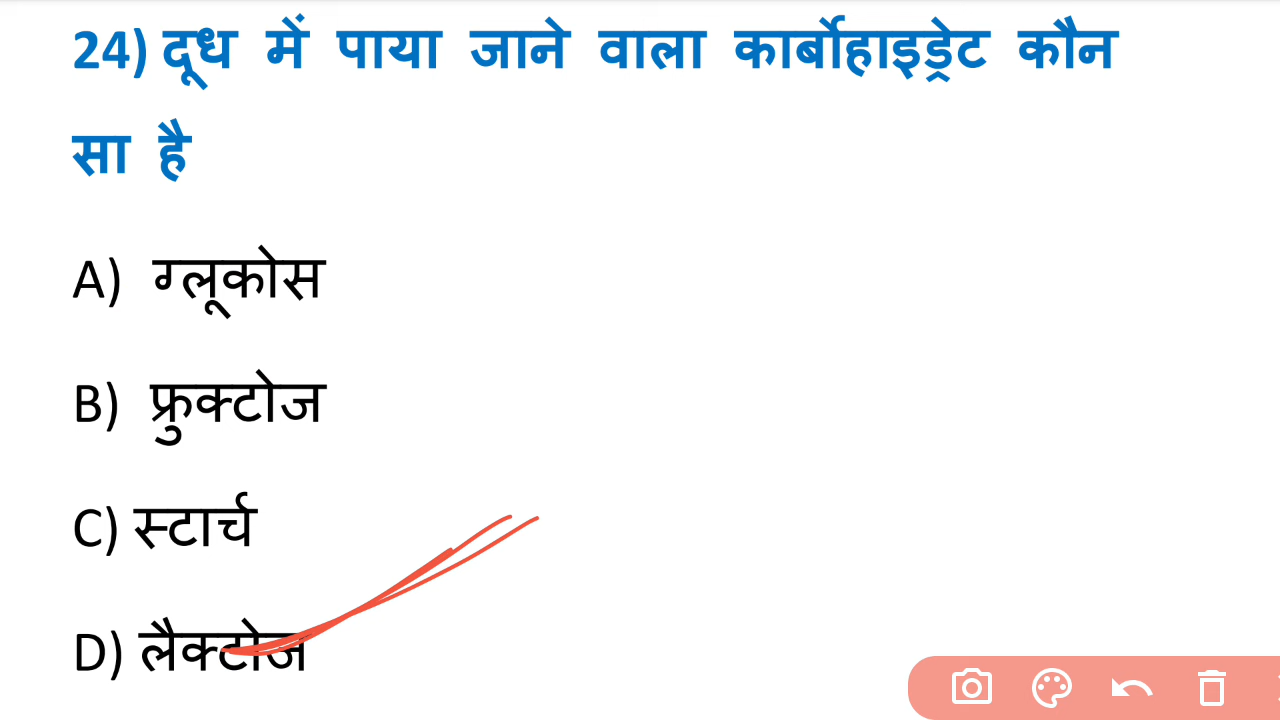 24) दूध में पाया जाने वाला कार्बोहाइड्रेट कौन
सा है
A) ग्लूकोस
B) फ्रुक्टोज
C) स्टार्च
D) लैक्टोज